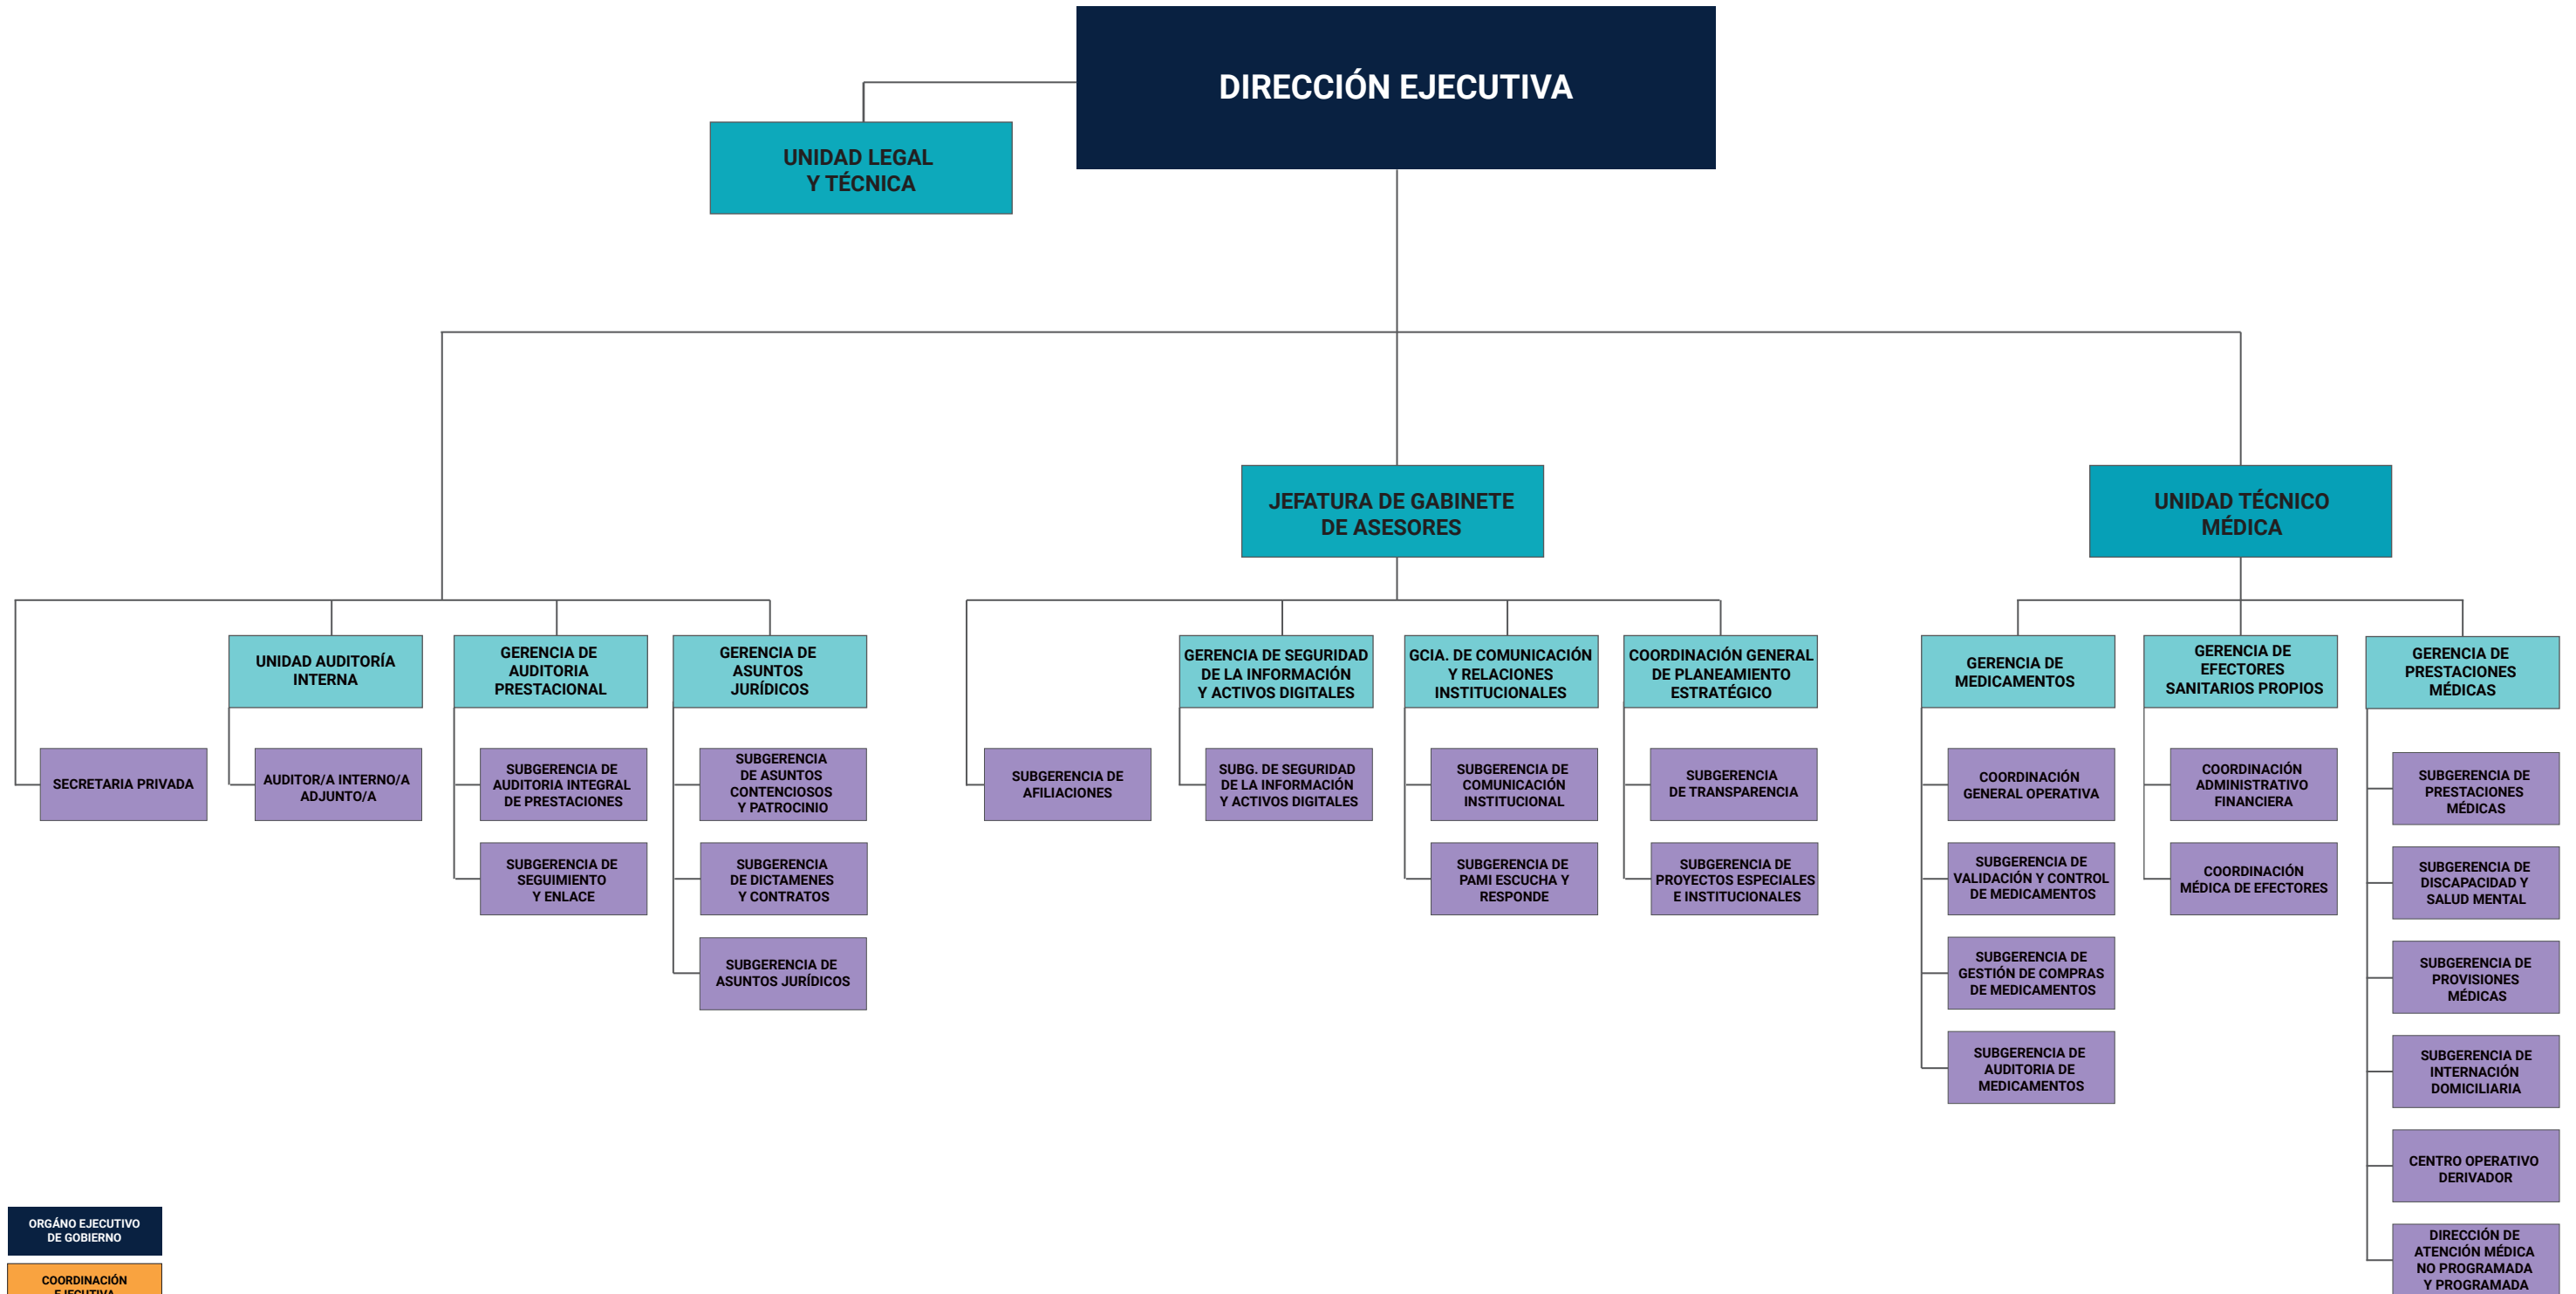 DIRECCIÓN EJECUTIVA
UNIDAD LEGAL
Y TÉCNICA
JEFATURA DE GABINETE
DE ASESORES
UNIDAD TÉCNICO
MÉDICA
UNIDAD AUDITORÍA
INTERNA
GERENCIA DE
AUDITORIA
PRESTACIONAL
GERENCIA DE
ASUNTOS
JURÍDICOS
GERENCIA DE SEGURIDAD
DE LA INFORMACIÓN
Y ACTIVOS DIGITALES
GCIA. DE COMUNICACIÓN
Y RELACIONES
INSTITUCIONALES
COORDINACIÓN GENERAL
DE PLANEAMIENTO
ESTRATÉGICO
GERENCIA DE
MEDICAMENTOS
GERENCIA DE
EFECTORES
SANITARIOS PROPIOS
GERENCIA DE
PRESTACIONES
MÉDICAS
SECRETARIA PRIVADA
AUDITOR/A INTERNO/A
ADJUNTO/A
SUBGERENCIA DE
AUDITORIA INTEGRAL
DE PRESTACIONES
SUBGERENCIA
DE ASUNTOS
CONTENCIOSOS
Y PATROCINIO
SUBGERENCIA DE
AFILIACIONES
SUBG. DE SEGURIDAD
DE LA INFORMACIÓN
Y ACTIVOS DIGITALES
SUBGERENCIA DE
COMUNICACIÓN
INSTITUCIONAL
SUBGERENCIA
DE TRANSPARENCIA
COORDINACIÓN
GENERAL OPERATIVA
COORDINACIÓN
ADMINISTRATIVO
FINANCIERA
SUBGERENCIA DE
PRESTACIONES
MÉDICAS
SUBGERENCIA DE
SEGUIMIENTO
Y ENLACE
SUBGERENCIA
DE DICTAMENES
Y CONTRATOS
SUBGERENCIA DE
PAMI ESCUCHA Y
RESPONDE
SUBGERENCIA DE
PROYECTOS ESPECIALES
E INSTITUCIONALES
SUBGERENCIA DE
VALIDACIÓN Y CONTROL
DE MEDICAMENTOS
COORDINACIÓN
MÉDICA DE EFECTORES
SUBGERENCIA DE
DISCAPACIDAD Y
SALUD MENTAL
SUBGERENCIA DE
ASUNTOS JURÍDICOS
SUBGERENCIA DE
GESTIÓN DE COMPRAS
DE MEDICAMENTOS
SUBGERENCIA DE
PROVISIONES
MÉDICAS
SUBGERENCIA DE
AUDITORIA DE
MEDICAMENTOS
SUBGERENCIA DE
INTERNACIÓN
DOMICILIARIA
CENTRO OPERATIVO
DERIVADOR
DIRECCIÓN DE
ATENCIÓN MÉDICA
NO PROGRAMADA
Y PROGRAMADA
ORGÁNO EJECUTIVO
DE GOBIERNO
COORDINACIÓN
EJECUTIVA